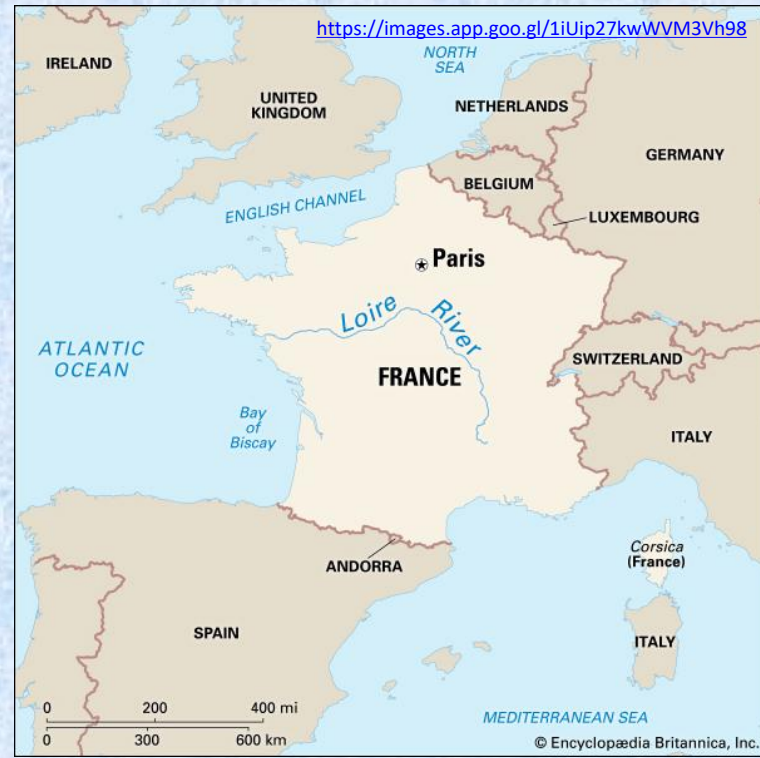 https://images.app.goo.gl/1iUip27kwWVM3Vh98
IRELAND
NORTH
SEA
UNITED
KINGDOM
NETHERLANDS
GERMANY
BELGIUM
ENGLISH CHANNEL
LUXEMBOURG
Paris
Loire River
ATLANTIC
OCEAN
SWITZERLAND
FRANCE
Bay
of
Biscay
ITALY
Corsica
(France)
ANDORRA
SPAIN
ITALY
0 200 400 mi
0 300 600 km
MEDITERRANEAN SEA
© Encyclopædia Britannica, Inc.